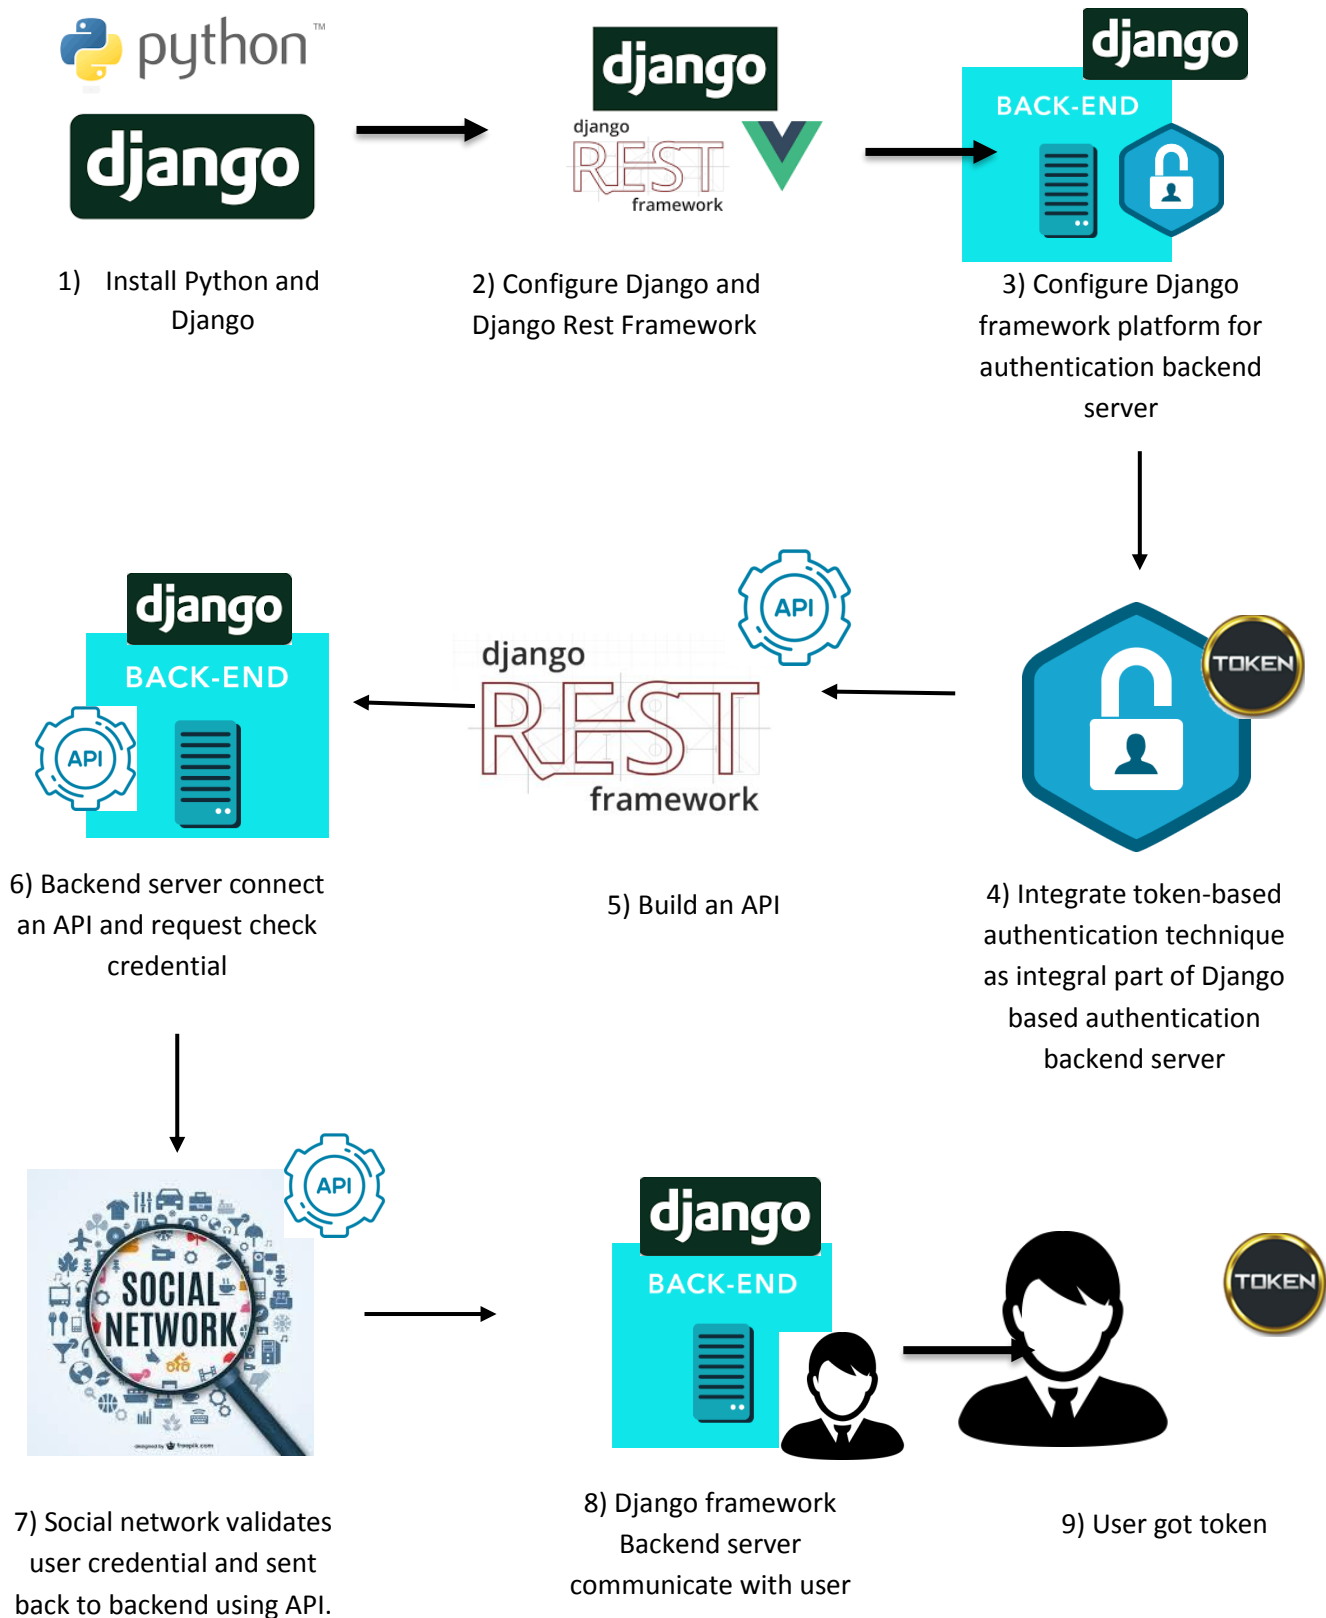 python™
django
django
django
REST
framework
django
BACK-END
1) Install Python and
Django
2) Configure Django and
Django Rest Framework
3) Configure Django
framework platform for
authentication backend
server
django
BACK-END
API
django
REST
framework
API
TOKEN
6) Backend server connect
an API and request check
credential
5) Build an API
4) Integrate token-based
authentication technique
as integral part of Django
based authentication
backend server
API
SOCIAL
NETWORK
designed by freepik.com
django
BACK-END
TOKEN
7) Social network validates
user credential and sent
back to backend using API.
8) Django framework
Backend server
communicate with user
9) User got token